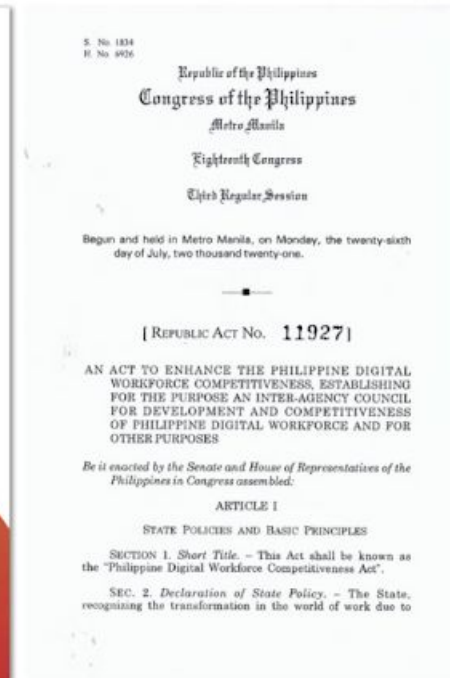 S. No. 1834
H. No. 6926
Republic of the Philippines
Congress of the Philippines
Metro Manila
Eighteenth Congress
Third Regular Session
Begun and held in Metro Manila, on Monday, the twenty-sixth
day of July, two thousand twenty-one.
[ REPUBLIC ACT NO. 11927 ]
AN ACT TO ENHANCE THE PHILIPPINE DIGITAL
WORKFORCE COMPETITIVENESS, ESTABLISHING
FOR THE PURPOSE AN INTER-AGENCY COUNCIL
FOR DEVELOPMENT AND COMPETITIVENESS
OF PHILIPPINE DIGITAL WORKFORCE AND FOR
OTHER PURPOSES
Be it enacted by the Senate and House of Representatives of the
Philippines in Congress assembled:
ARTICLE I
STATE POLICIES AND BASIC PRINCIPLES
SECTION 1. Short Title. – This Act shall be known as
the "Philippine Digital Workforce Competitiveness Act".
SEC. 2. Declaration of State Policy. – The State,
recognizing the transformation in the world of work due to